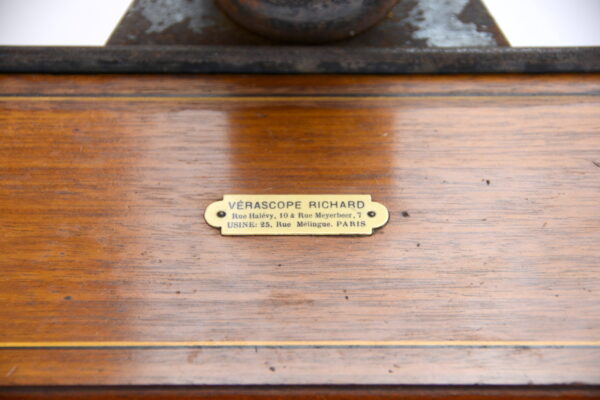 VÉRASCOPE RICHARD
Rue Halévy, 10 & Rue Meyerbeer, 7
USINE: 25, Rue Mélingue. PARIS